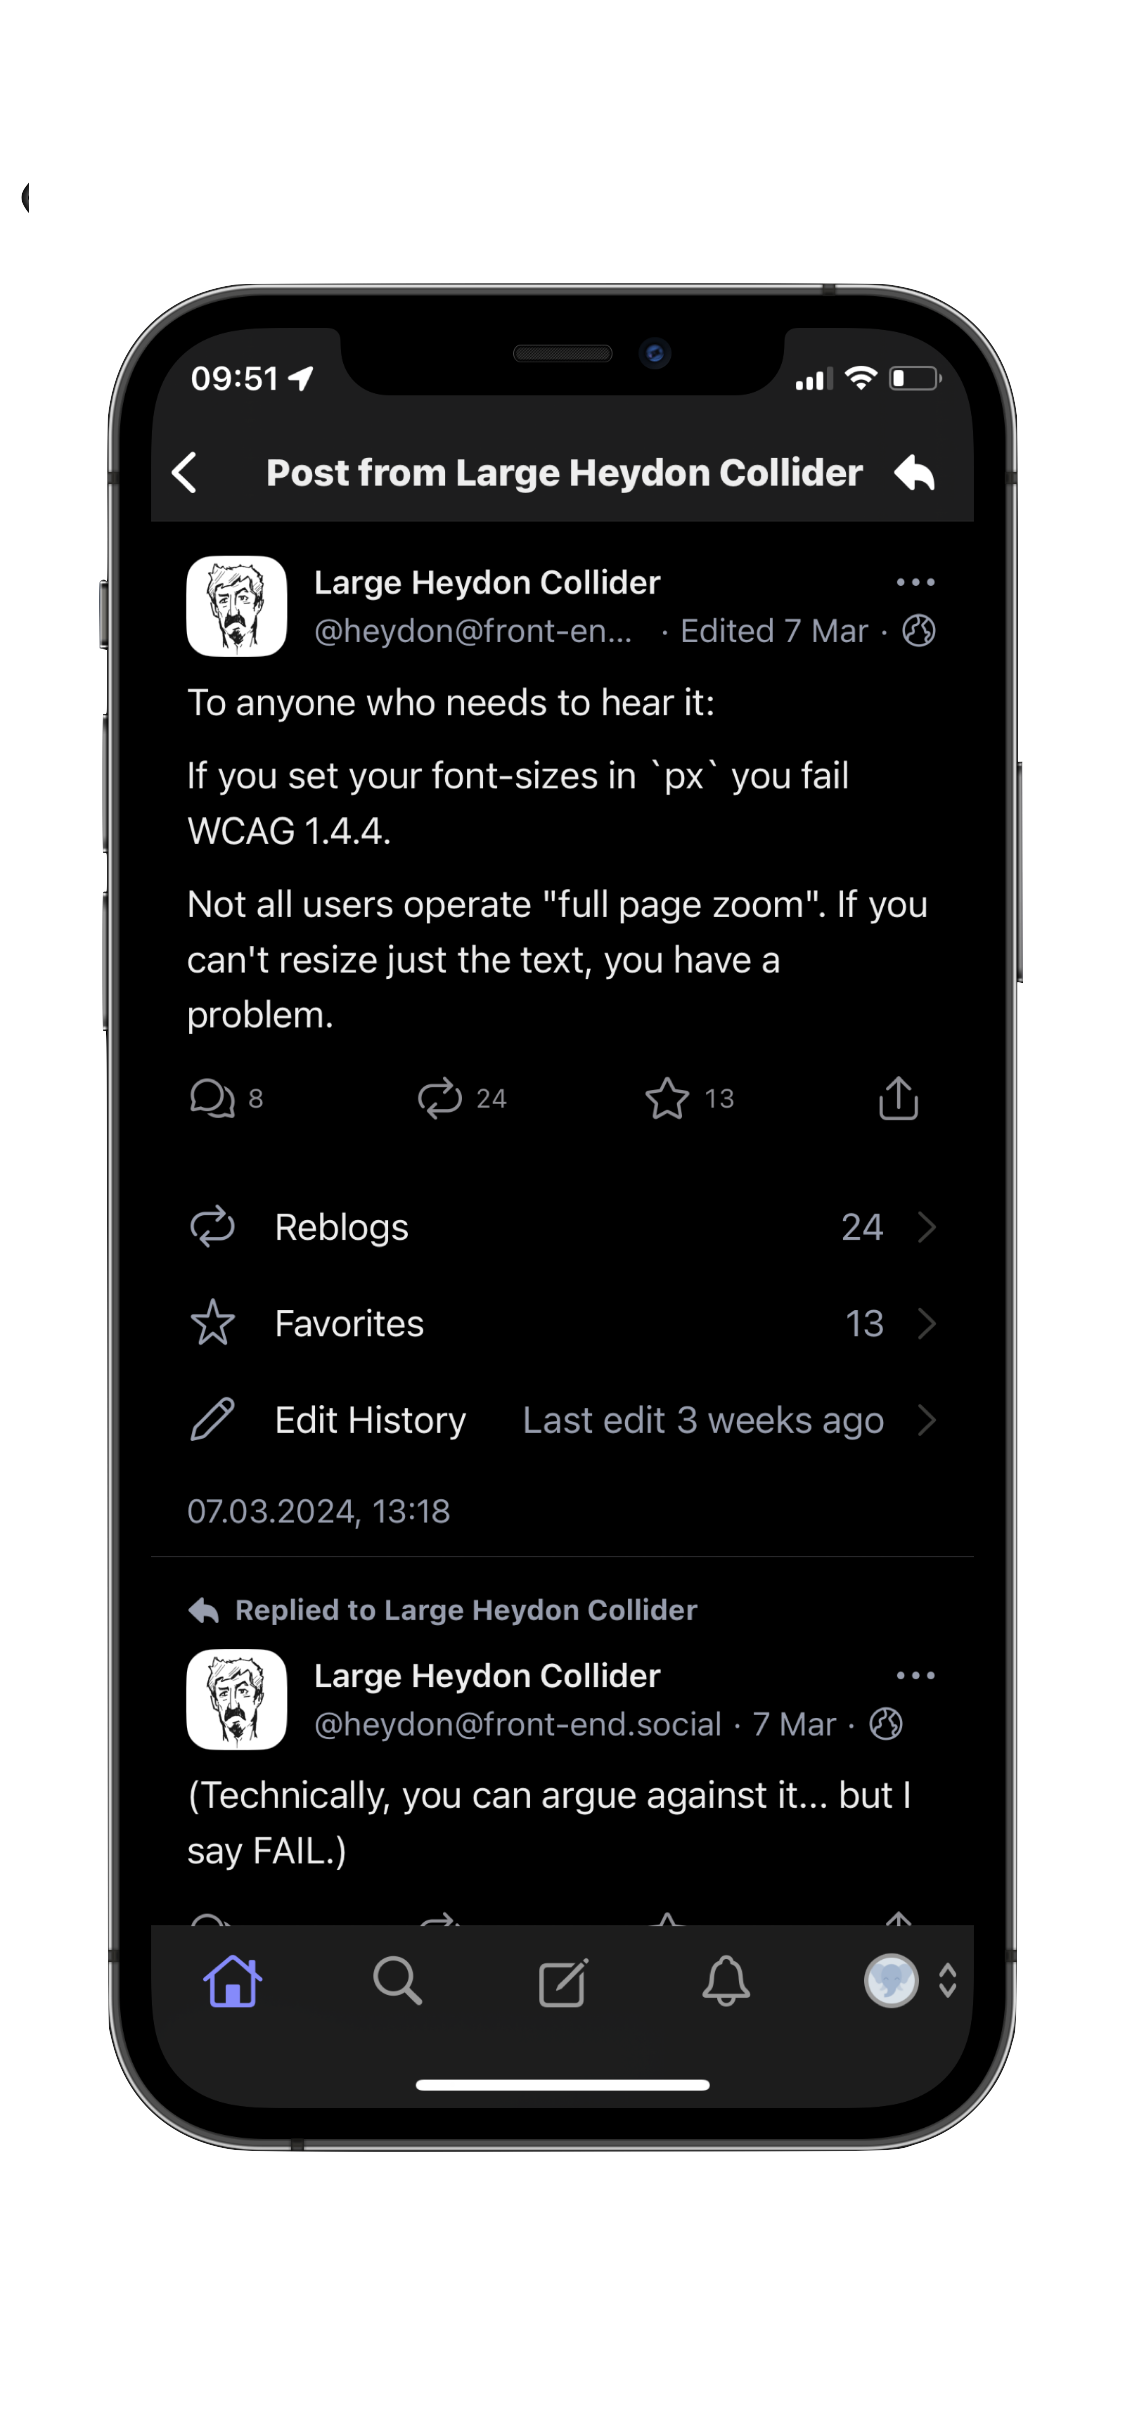 09:51
Post from Large Heydon Collider
Large Heydon Collider
@heydon@front-en... · Edited 7 Mar ·
To anyone who needs to hear it:
If you set your font-sizes in `px` you fail
WCAG 1.4.4.
Not all users operate "full page zoom". If you
can't resize just the text, you have a
problem.
8 24 13
Reblogs 24
Favorites 13
Edit History Last edit 3 weeks ago
07.03.2024, 13:18
Replied to Large Heydon Collider
Large Heydon Collider
@heydon@front-end.social · 7 Mar ·
(Technically, you can argue against it... but I
say FAIL.)